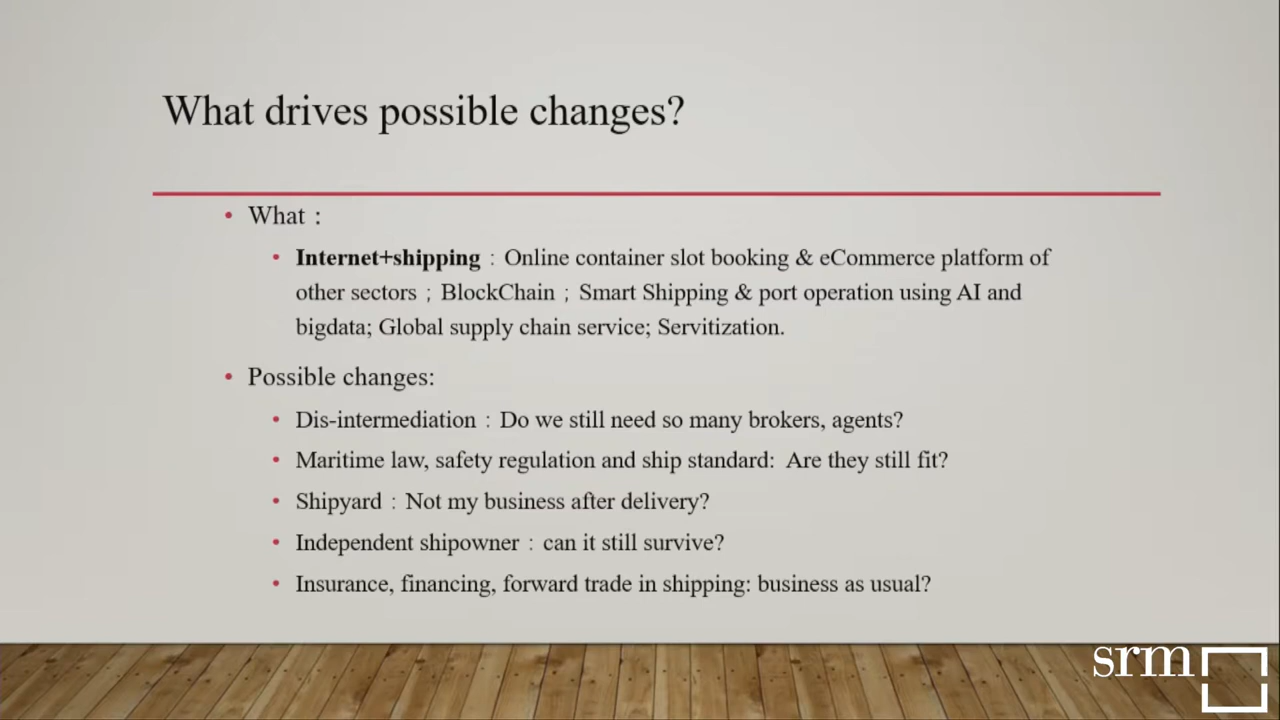 What drives possible changes?
• What：
• Internet+shipping：Online container slot booking & eCommerce platform of
other sectors；BlockChain；Smart Shipping & port operation using AI and
bigdata; Global supply chain service; Servitization.
• Possible changes:
• Dis-intermediation：Do we still need so many brokers, agents?
• Maritime law, safety regulation and ship standard:  Are they still fit?
• Shipyard：Not my business after delivery?
• Independent shipowner：can it still survive?
• Insurance, financing, forward trade in shipping: business as usual?
srm